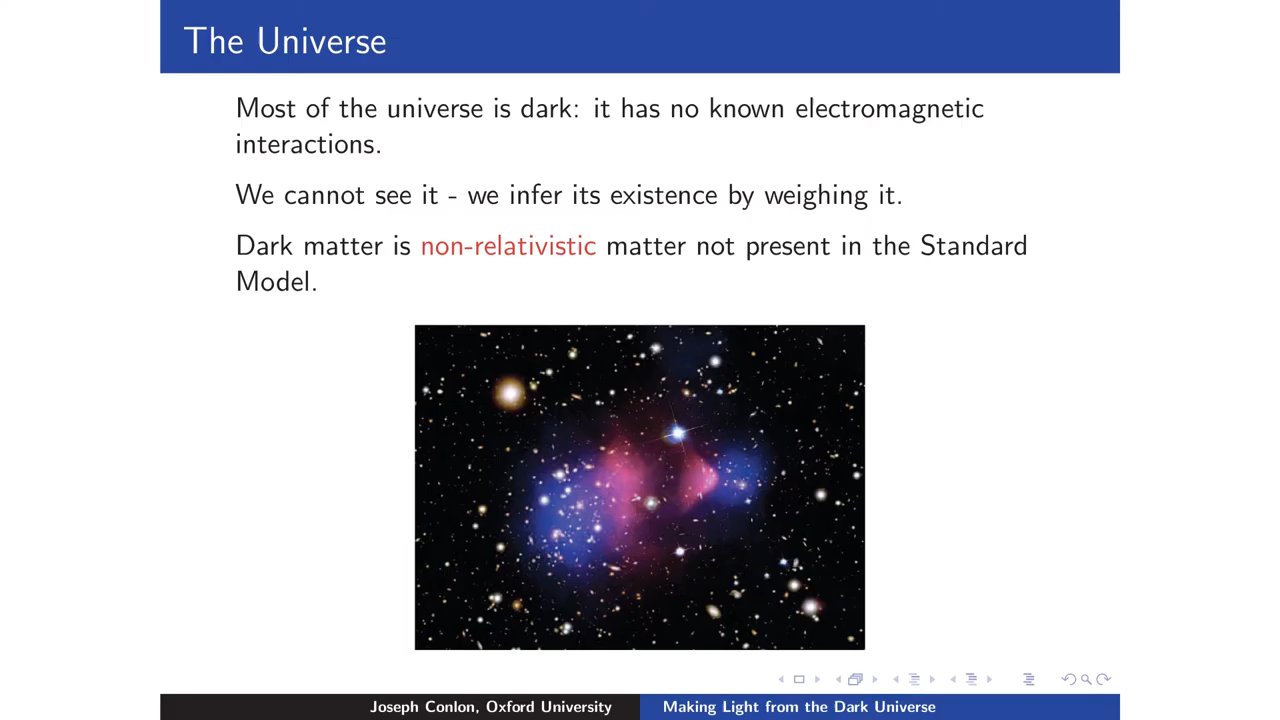 The Universe
Most of the universe is dark: it has no known electromagnetic
interactions.
We cannot see it - we infer its existence by weighing it.
Dark matter is non-relativistic matter not present in the Standard
Model.
Joseph Conlon, Oxford University
Making Light from the Dark Universe